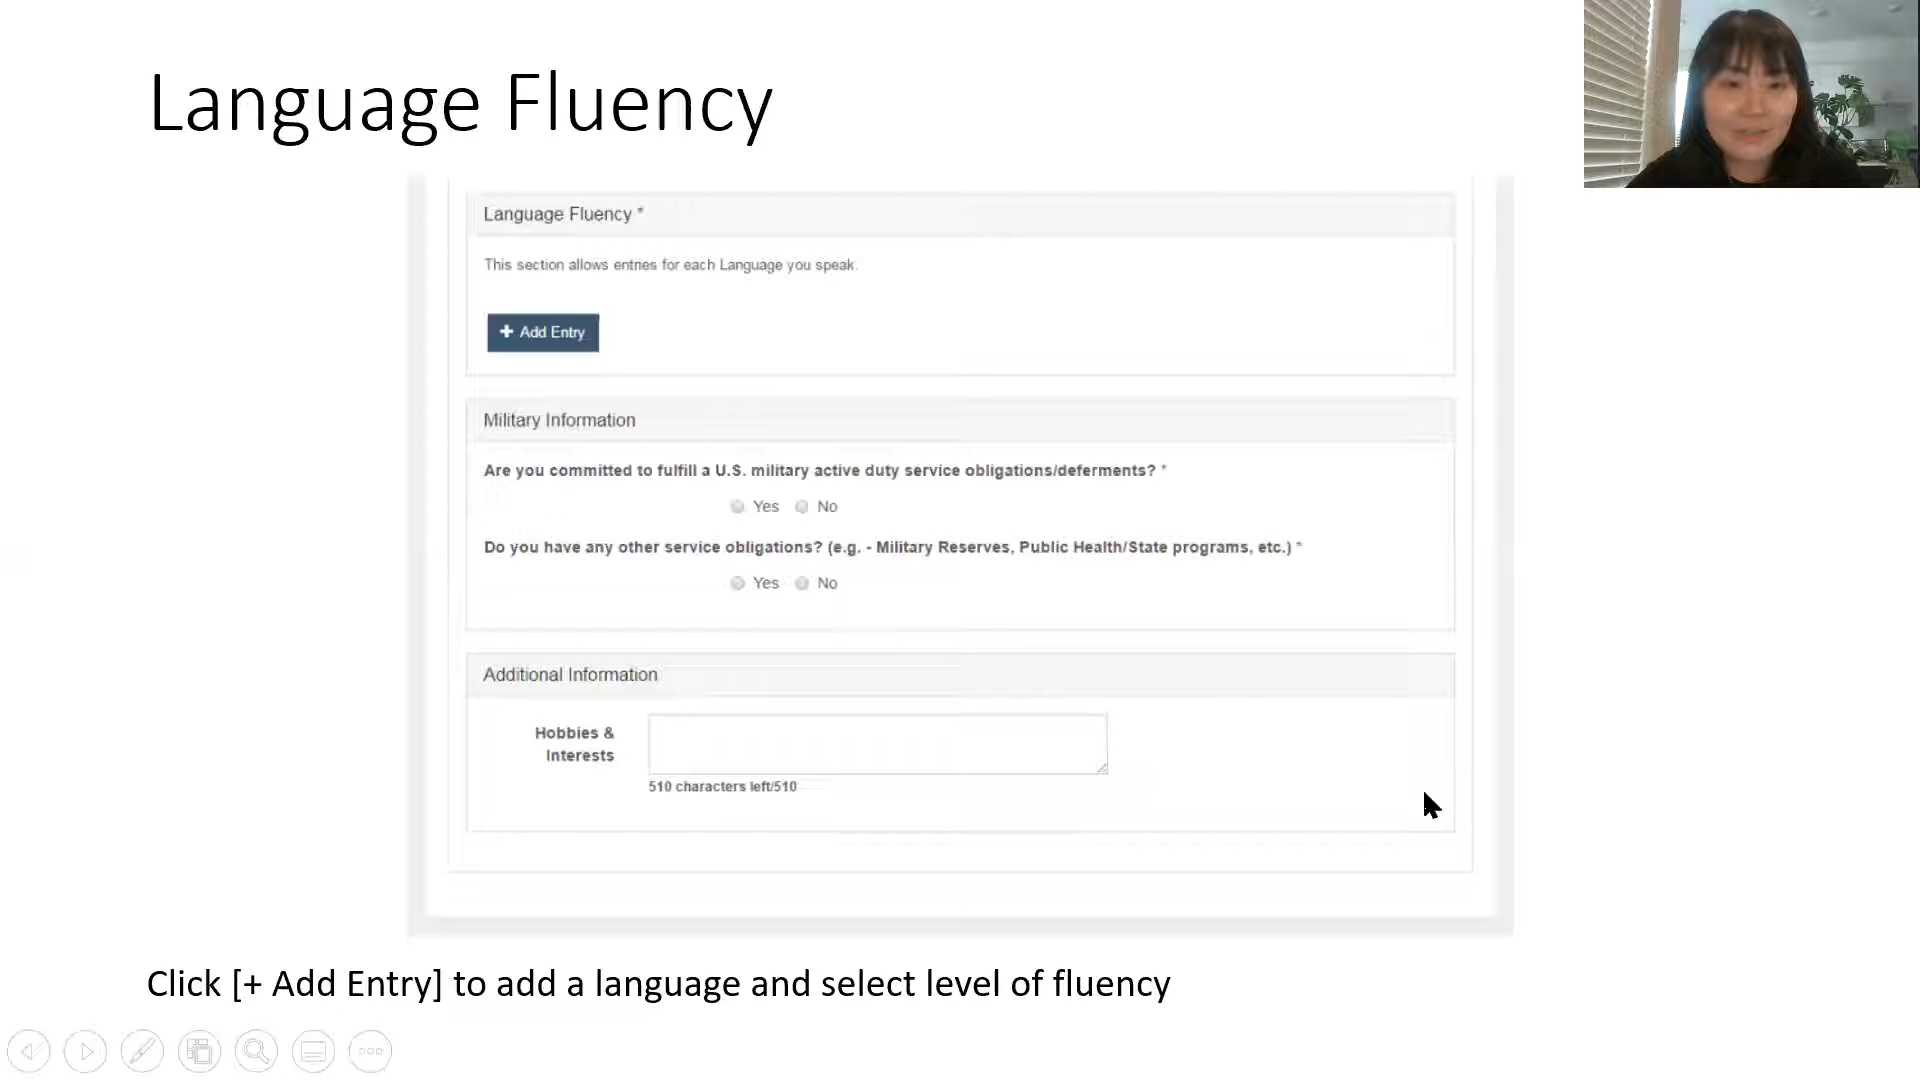 Language Fluency
Language Fluency *
This section allows entries for each Language you speak.
+ Add Entry
Military Information
Are you committed to fulfill a U.S. military active duty service obligations/deferments? *
Yes No
Do you have any other service obligations? (e.g. - Military Reserves, Public Health/State programs, etc.) *
Yes No
Additional Information
Hobbies &
Interests
510 characters left/510
Click [+ Add Entry] to add a language and select level of fluency